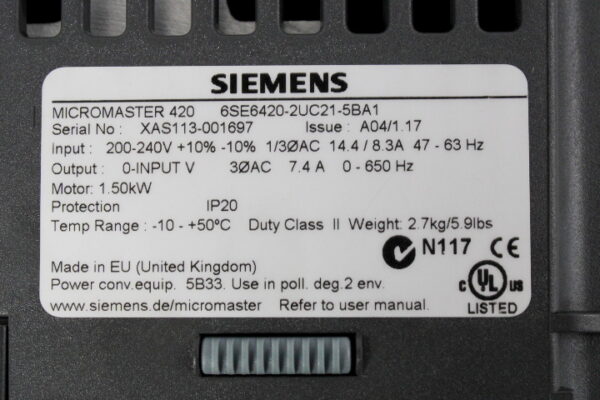 SIEMENS
MICROMASTER 420 6SE6420-2UC21-5BA1
Serial No : XAS113-001697 Issue : A04/1.17
Input : 200-240V +10% -10% 1/3ØAC 14.4 / 8.3A 47 - 63 Hz
Output : 0-INPUT V 3ØAC 7.4 A 0 - 650 Hz
Motor: 1.50kW
Protection IP20
Temp Range : -10 - +50ºC Duty Class II Weight: 2.7kg/5.9lbs
N117 CE
Made in EU (United Kingdom)
Power conv.equip. 5B33. Use in poll. deg.2 env.
C UL US
www.siemens.de/micromaster Refer to user manual.
LISTED